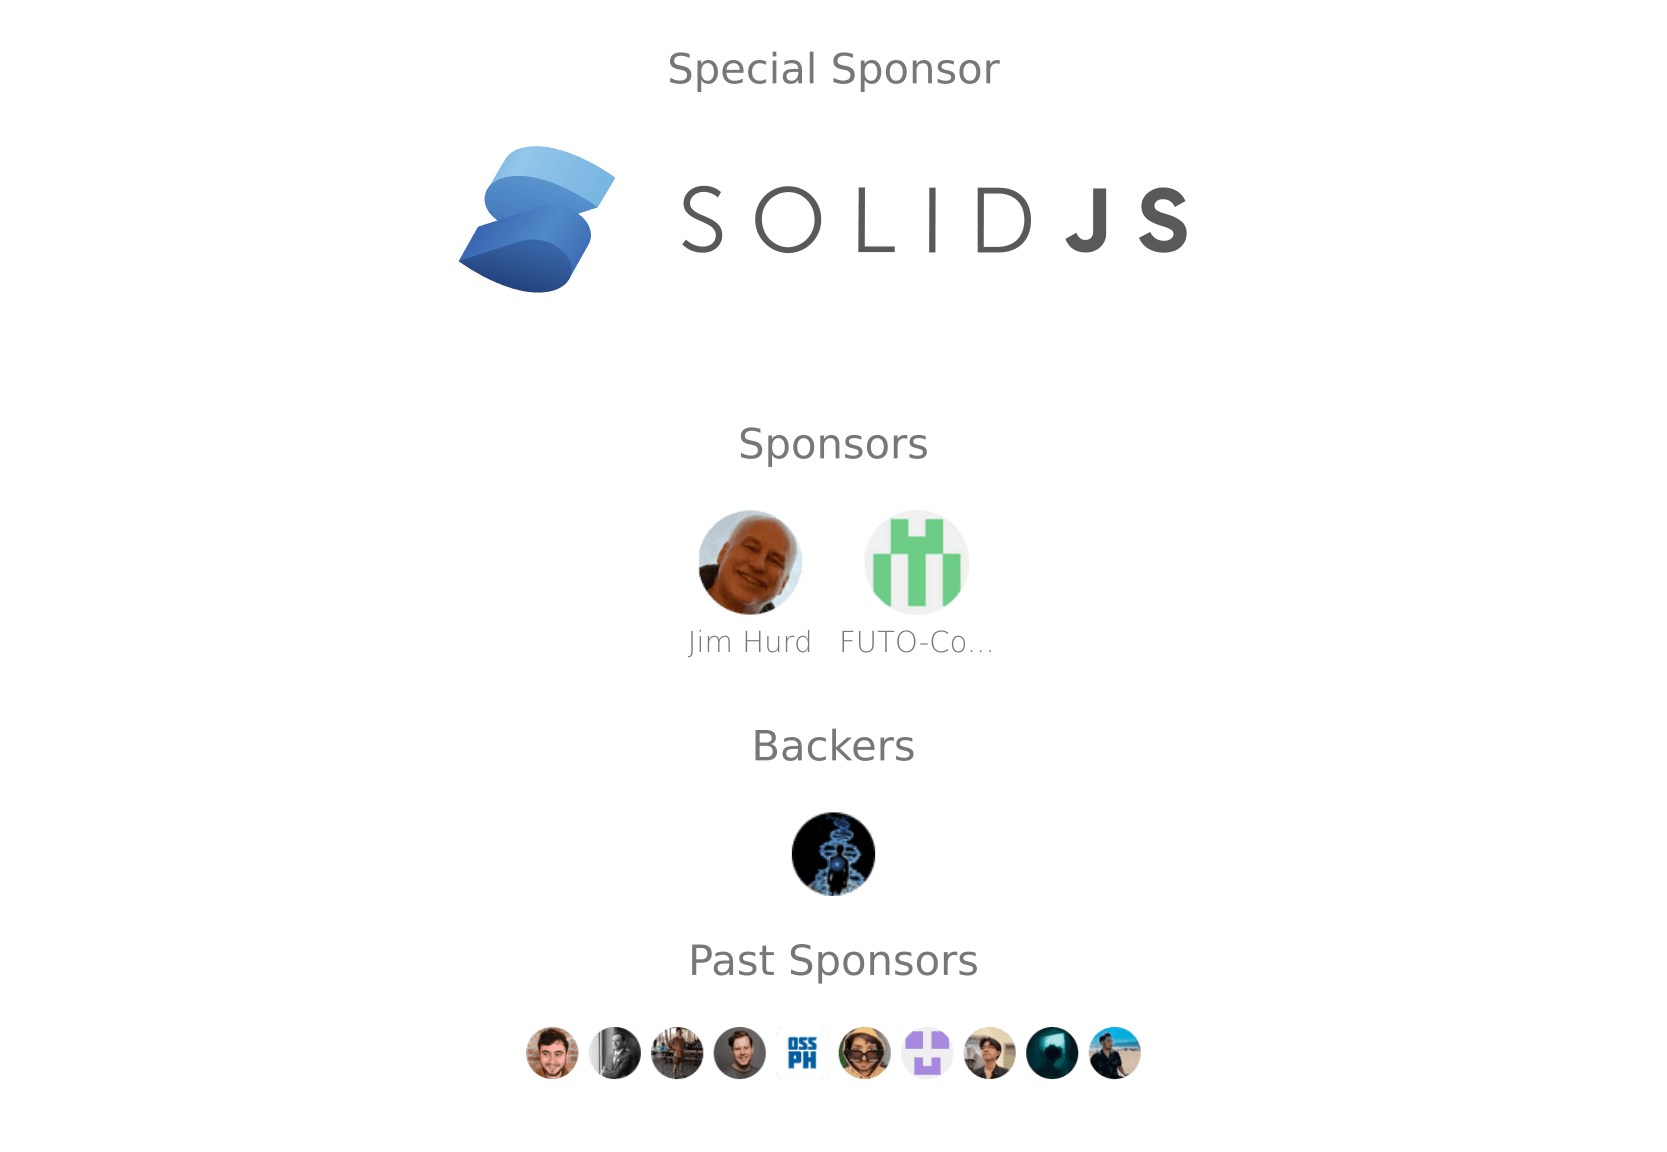 Special Sponsor
SOLIDJS
Sponsors
Jim Hurd FUTO-Co...
Backers
Past Sponsors
OSS
PH